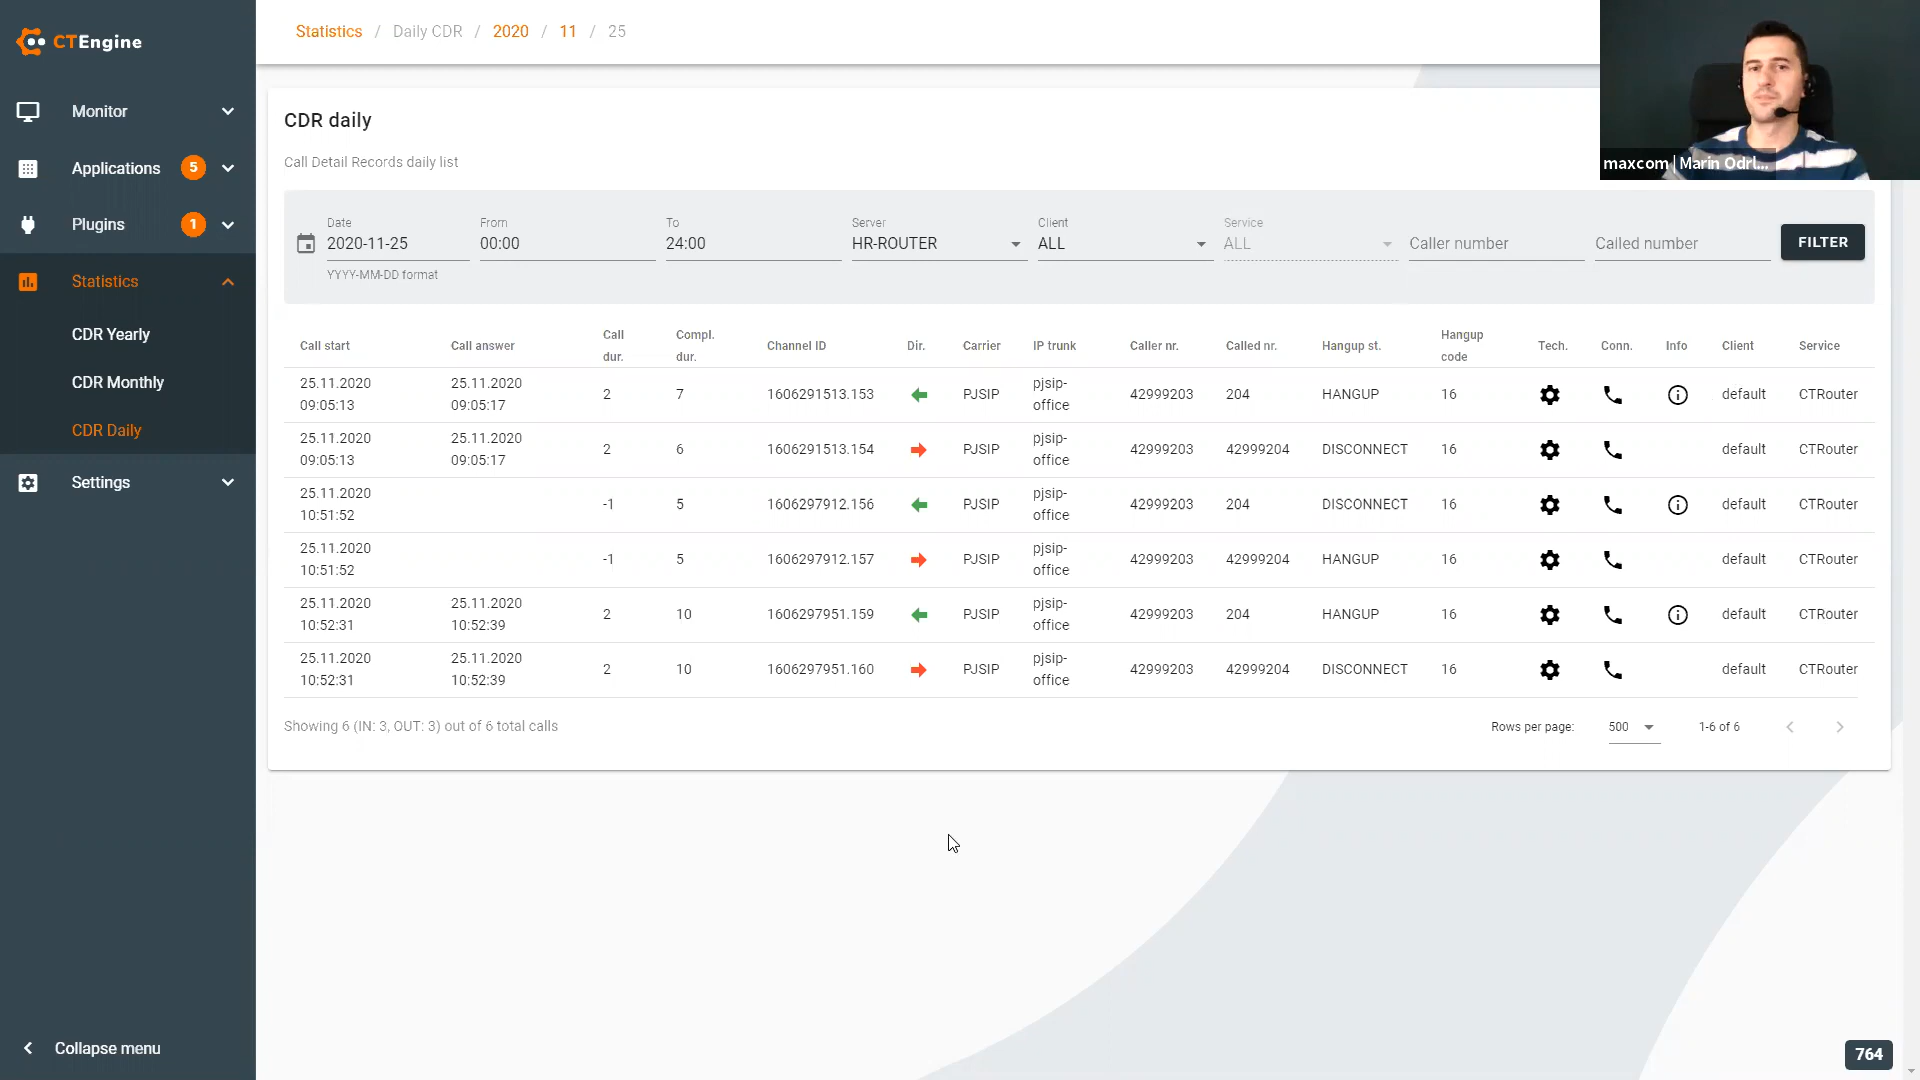 CTEngine
Statistics / Daily CDR / 2020 / 11 / 25
maxcom | Marin Odrl...
Monitor
Applications 5
Plugins 1
Statistics
CDR Yearly
CDR Monthly
CDR Daily
Settings
Collapse menu
CDR daily
Call Detail Records daily list
Date From To Server Client Service
2020-11-25 00:00 24:00 HR-ROUTER ALL ALL Caller number Called number FILTER
YYYY-MM-DD format
Call start Call answer Call dur. Compl. dur. Channel ID Dir. Carrier IP trunk Caller nr. Called nr. Hangup st. Hangup code Tech. Conn. Info Client Service
25.11.2020 09:05:13 25.11.2020 09:05:17 2 7 1606291513.153 PJSIP pjsip-office 42999203 204 HANGUP 16 default CTRouter
25.11.2020 09:05:13 25.11.2020 09:05:17 2 6 1606291513.154 PJSIP pjsip-office 42999203 42999204 DISCONNECT 16 default CTRouter
25.11.2020 10:51:52 -1 5 1606297912.156 PJSIP pjsip-office 42999203 204 DISCONNECT 16 default CTRouter
25.11.2020 10:51:52 -1 5 1606297912.157 PJSIP pjsip-office 42999203 42999204 HANGUP 16 default CTRouter
25.11.2020 10:52:31 25.11.2020 10:52:39 2 10 1606297951.159 PJSIP pjsip-office 42999203 204 HANGUP 16 default CTRouter
25.11.2020 10:52:31 25.11.2020 10:52:39 2 10 1606297951.160 PJSIP pjsip-office 42999203 42999204 DISCONNECT 16 default CTRouter
Showing 6 (IN: 3, OUT: 3) out of 6 total calls
Rows per page: 500 1-6 of 6
764